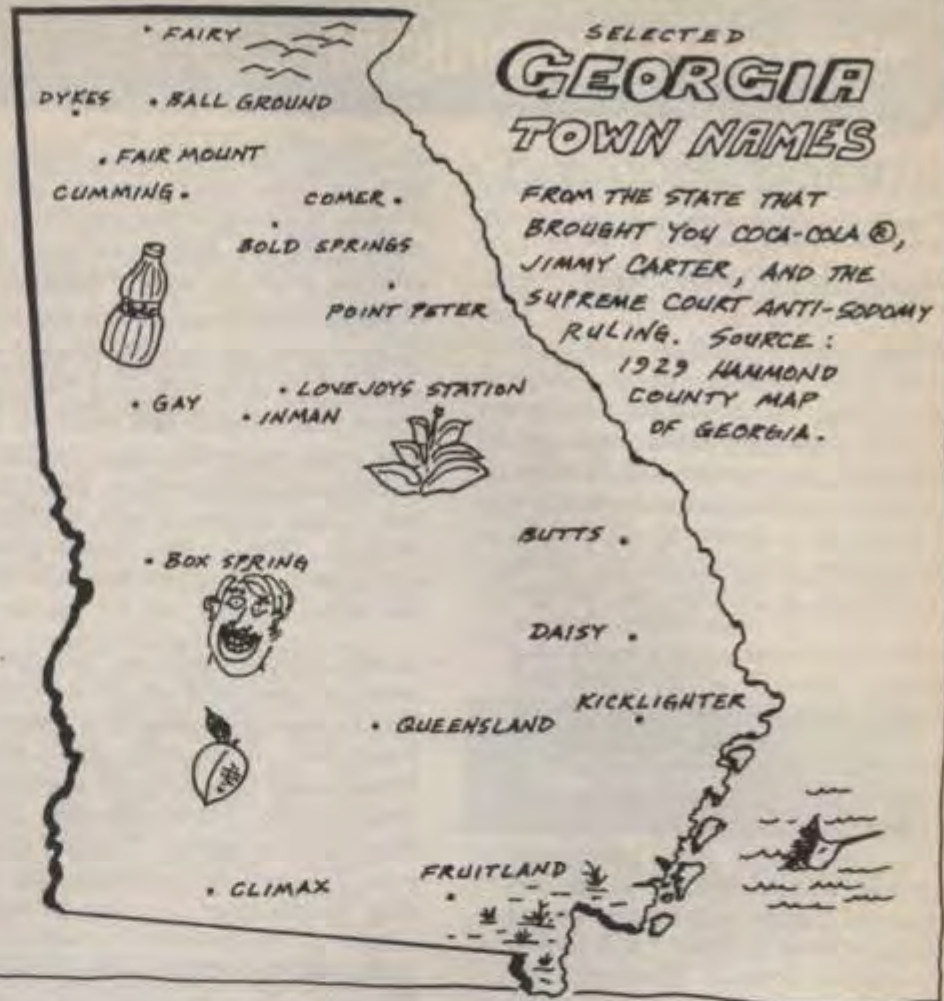 SELECTED
GEORGIA
TOWN NAMES
FROM THE STATE THAT
BROUGHT YOU COCA-COLA ®,
JIMMY CARTER, AND THE
SUPREME COURT ANTI-SODOMY
RULING. SOURCE:
1929 HAMMOND
COUNTY MAP
OF GEORGIA.
FAIRY
DYKES
BALL GROUND
FAIR MOUNT
CUMMING
COMER
BOLD SPRINGS
POINT PETER
LOVEJOYS STATION
GAY
INMAN
BUTTS
BOX SPRING
DAISY
KICKLIGHTER
QUEENSLAND
FRUITLAND
CLIMAX